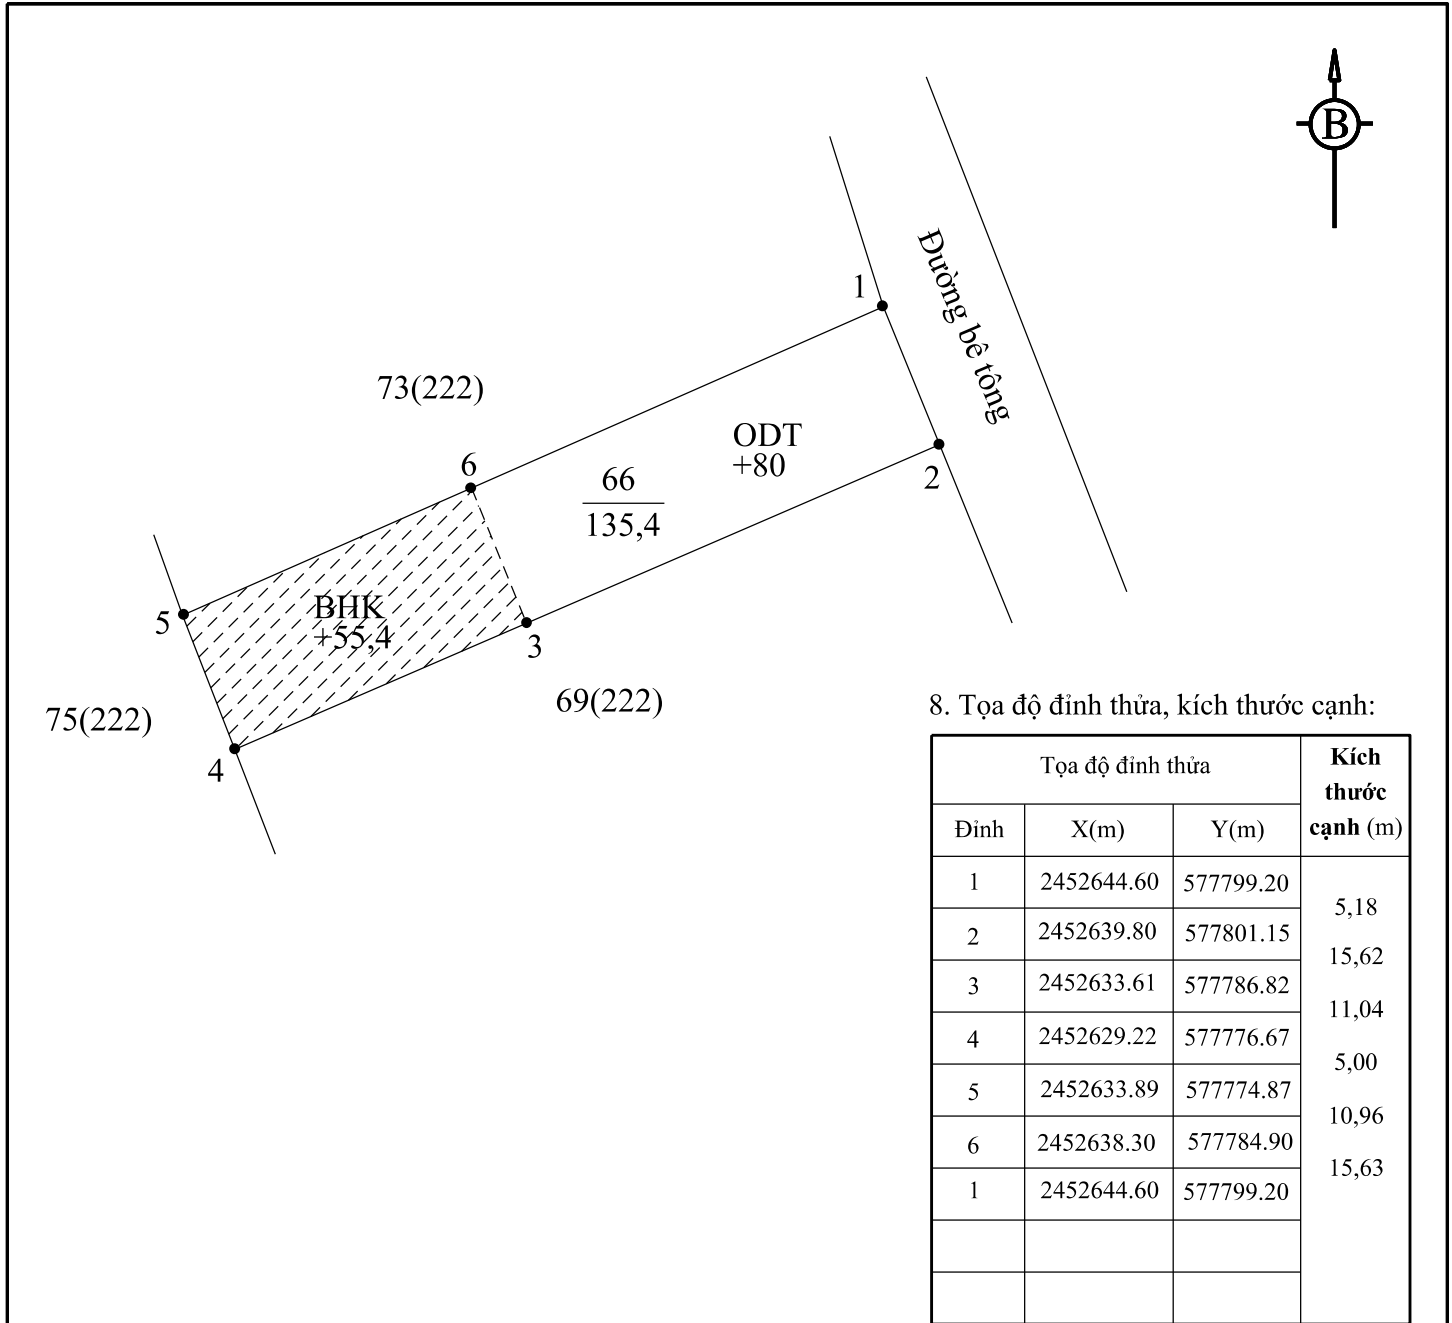 B
Đường bê tông
1
73(222)
ODT
+80
6
66
135,4
2
BHK
+55,4
5
3
75(222)
69(222)
4
8. Tọa độ đỉnh thửa, kích thước cạnh:
Tọa độ đỉnh thửa
Kích
thước
cạnh (m)
Đỉnh X(m) Y(m)
1 2452644.60 577799.20
5,18
2 2452639.80 577801.15
15,62
3 2452633.61 577786.82
11,04
4 2452629.22 577776.67
5,00
5 2452633.89 577774.87
10,96
6 2452638.30 577784.90
15,63
1 2452644.60 577799.20